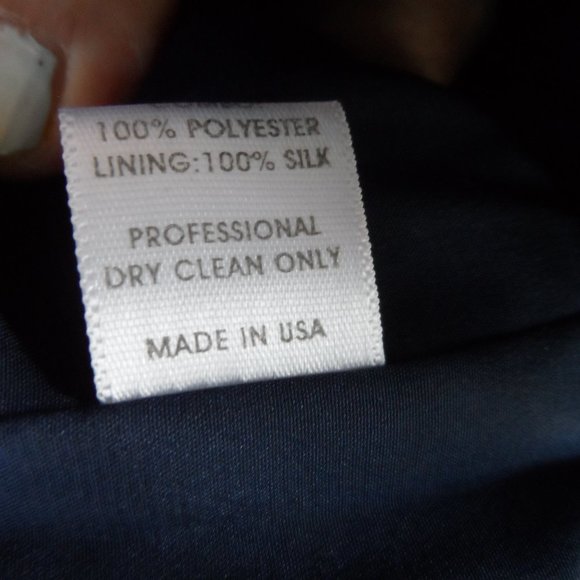 100% POLYESTER
LINING:100% SILK
PROFESSIONAL
DRY CLEAN ONLY
MADE IN USA